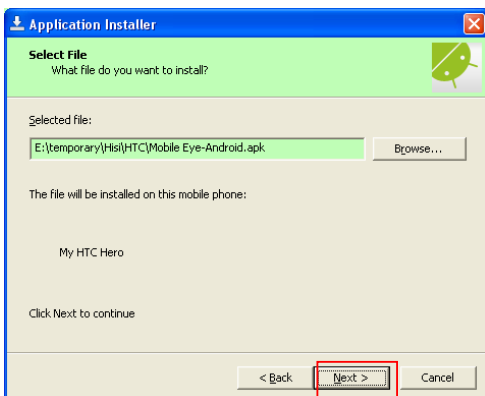 Application Installer
Select File
What file do you want to install?
Selected file:
E:\temporary\Hisi\HTC\Mobile Eye-Android.apk
Browse...
The file will be installed on this mobile phone:
My HTC Hero
Click Next to continue
< Back
Next >
Cancel